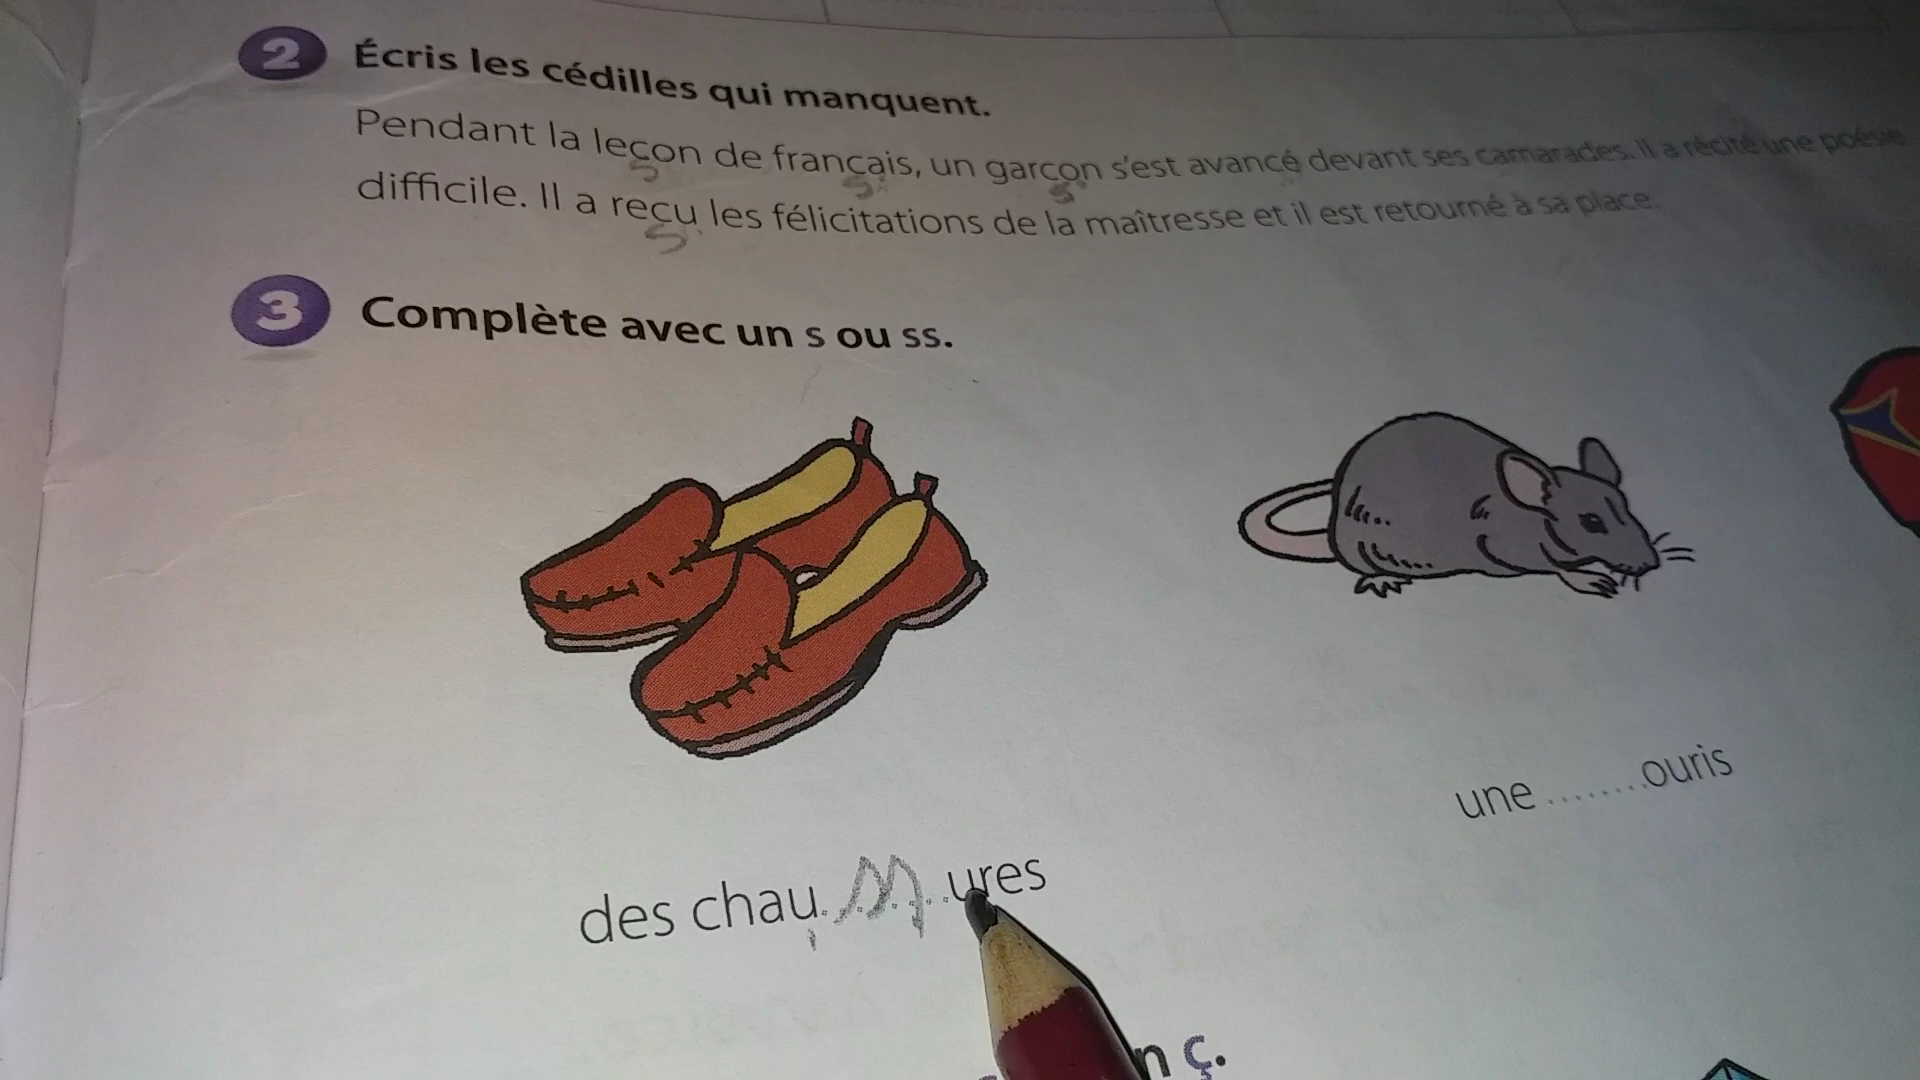 2 Écris les cédilles qui manquent.
Pendant la leçon de français, un garçon s'est avancé devant ses camarades. Il a récité une poésie
difficile. Il a reçu les félicitations de la maîtresse et il est retourné à sa place.
3 Complète avec un s ou ss.
une ........ouris
des chau.ss...ures
n ç.